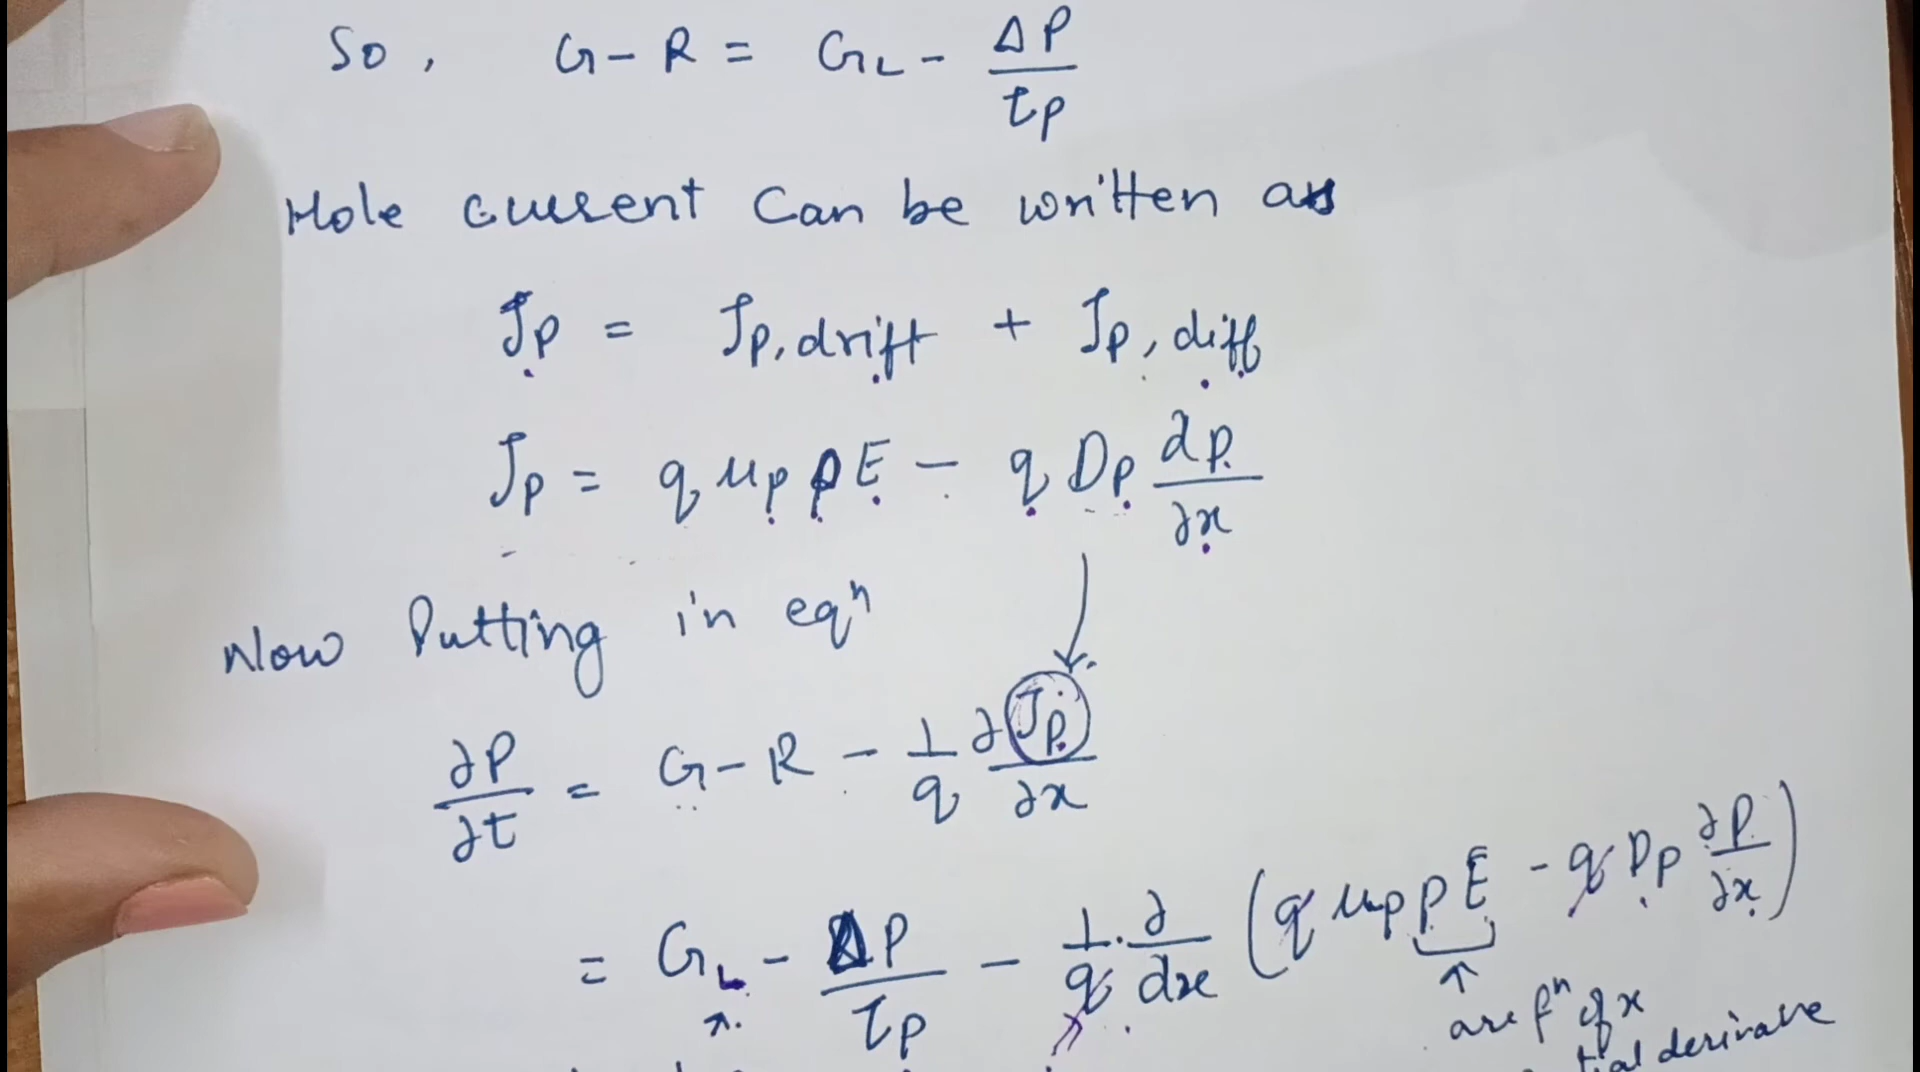 So, G - R = G_L - Δp/τp
Hole current can be written as
Jp = Jp,drift + Jp,diff
Jp = q μp p E - q Dp ∂p/∂x
Now Putting in eqⁿ
∂P/∂t = G - R - 1/q ∂Jp/∂x
= G_L - ΔP/τp - 1/q · ∂/dx (q μp p E - q Dp ∂p/∂x)
are fⁿ of x
derivative